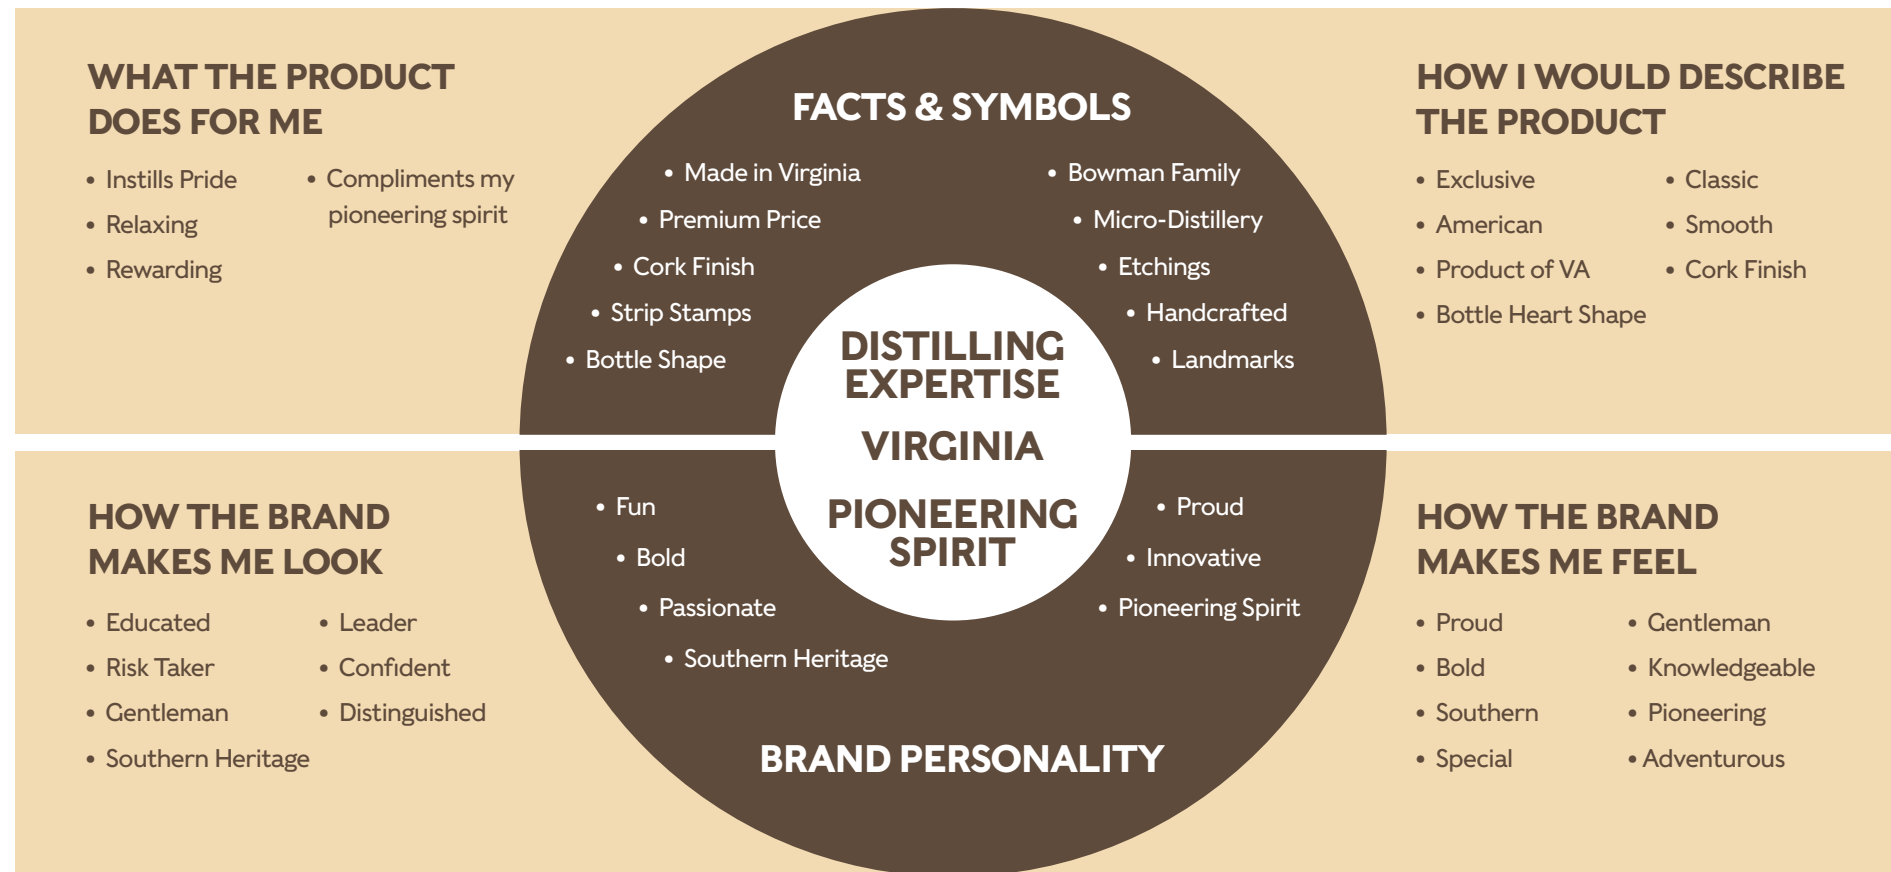 WHAT THE PRODUCT
DOES FOR ME
• Instills Pride
• Relaxing
• Rewarding
• Compliments my
pioneering spirit
FACTS & SYMBOLS
• Made in Virginia
• Premium Price
• Cork Finish
• Strip Stamps
• Bottle Shape
• Bowman Family
• Micro-Distillery
• Etchings
• Handcrafted
• Landmarks
HOW I WOULD DESCRIBE
THE PRODUCT
• Exclusive
• American
• Product of VA
• Bottle Heart Shape
• Classic
• Smooth
• Cork Finish
DISTILLING
EXPERTISE
VIRGINIA
PIONEERING
SPIRIT
HOW THE BRAND
MAKES ME LOOK
• Educated
• Risk Taker
• Gentleman
• Southern Heritage
• Leader
• Confident
• Distinguished
• Fun
• Bold
• Passionate
• Southern Heritage
• Proud
• Innovative
• Pioneering Spirit
BRAND PERSONALITY
HOW THE BRAND
MAKES ME FEEL
• Proud
• Bold
• Southern
• Special
• Gentleman
• Knowledgeable
• Pioneering
• Adventurous